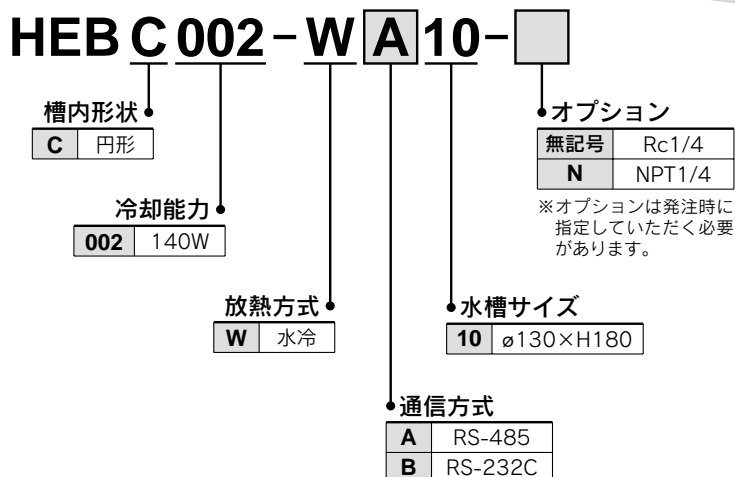 HEB C 002-W A 10-
槽内形状
C 円形
オプション
無記号 Rc1/4
N NPT1/4
※オプションは発注時に
指定していただく必要
があります。
冷却能力
002 140W
放熱方式
W 水冷
水槽サイズ
10 ø130×H180
通信方式
A RS-485
B RS-232C